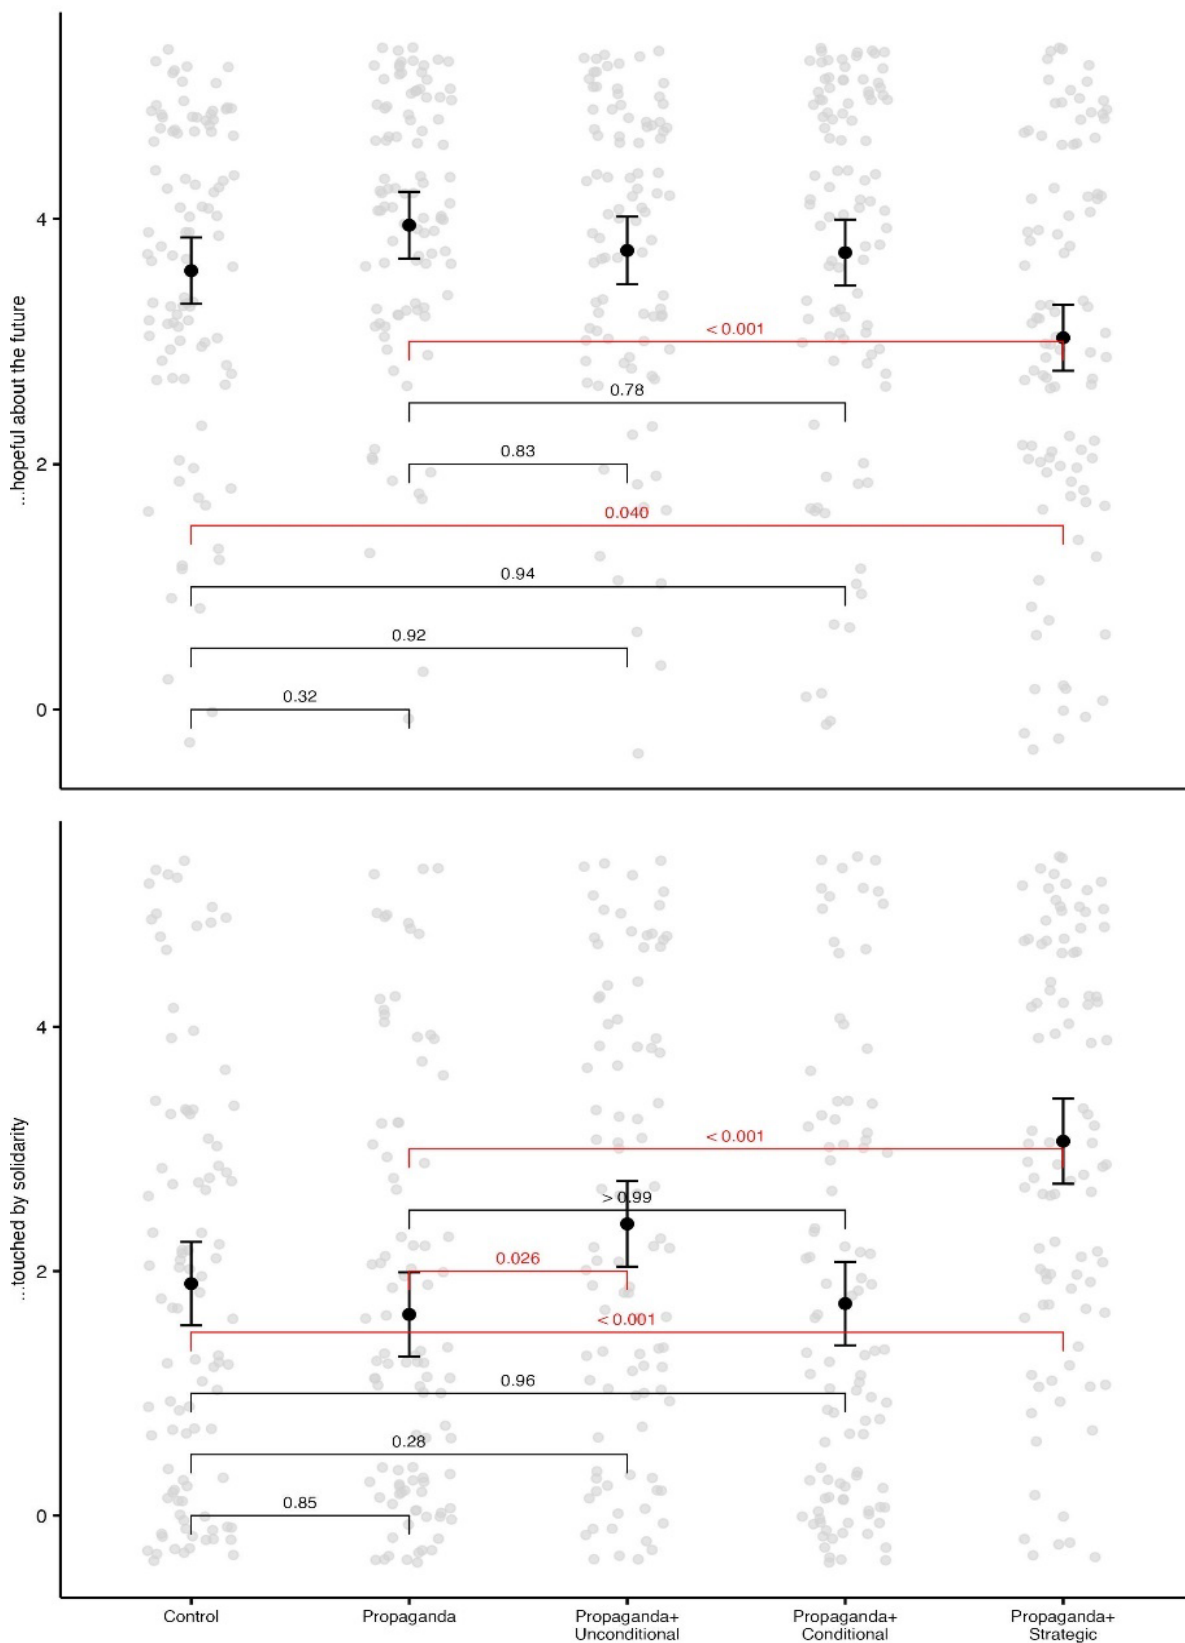 ...hopeful about the future
4
2
0
< 0.001
0.78
0.83
0.040
0.94
0.92
0.32
...touched by solidarity
4
2
0
< 0.001
> 0.99
0.026
< 0.001
0.96
0.28
0.85
Control
Propaganda
Propaganda+
Unconditional
Propaganda+
Conditional
Propaganda+
Strategic